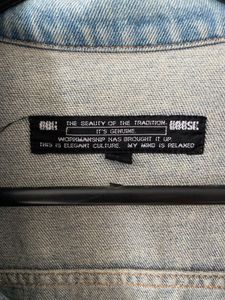 THE BEAUTY OF THE TRADITION.
IT'S GENUINE.
WORKMANSHIP HAS BROUGHT IT UP.
THIS IS ELEGANT CULTURE. MY MIND IS RELAXED